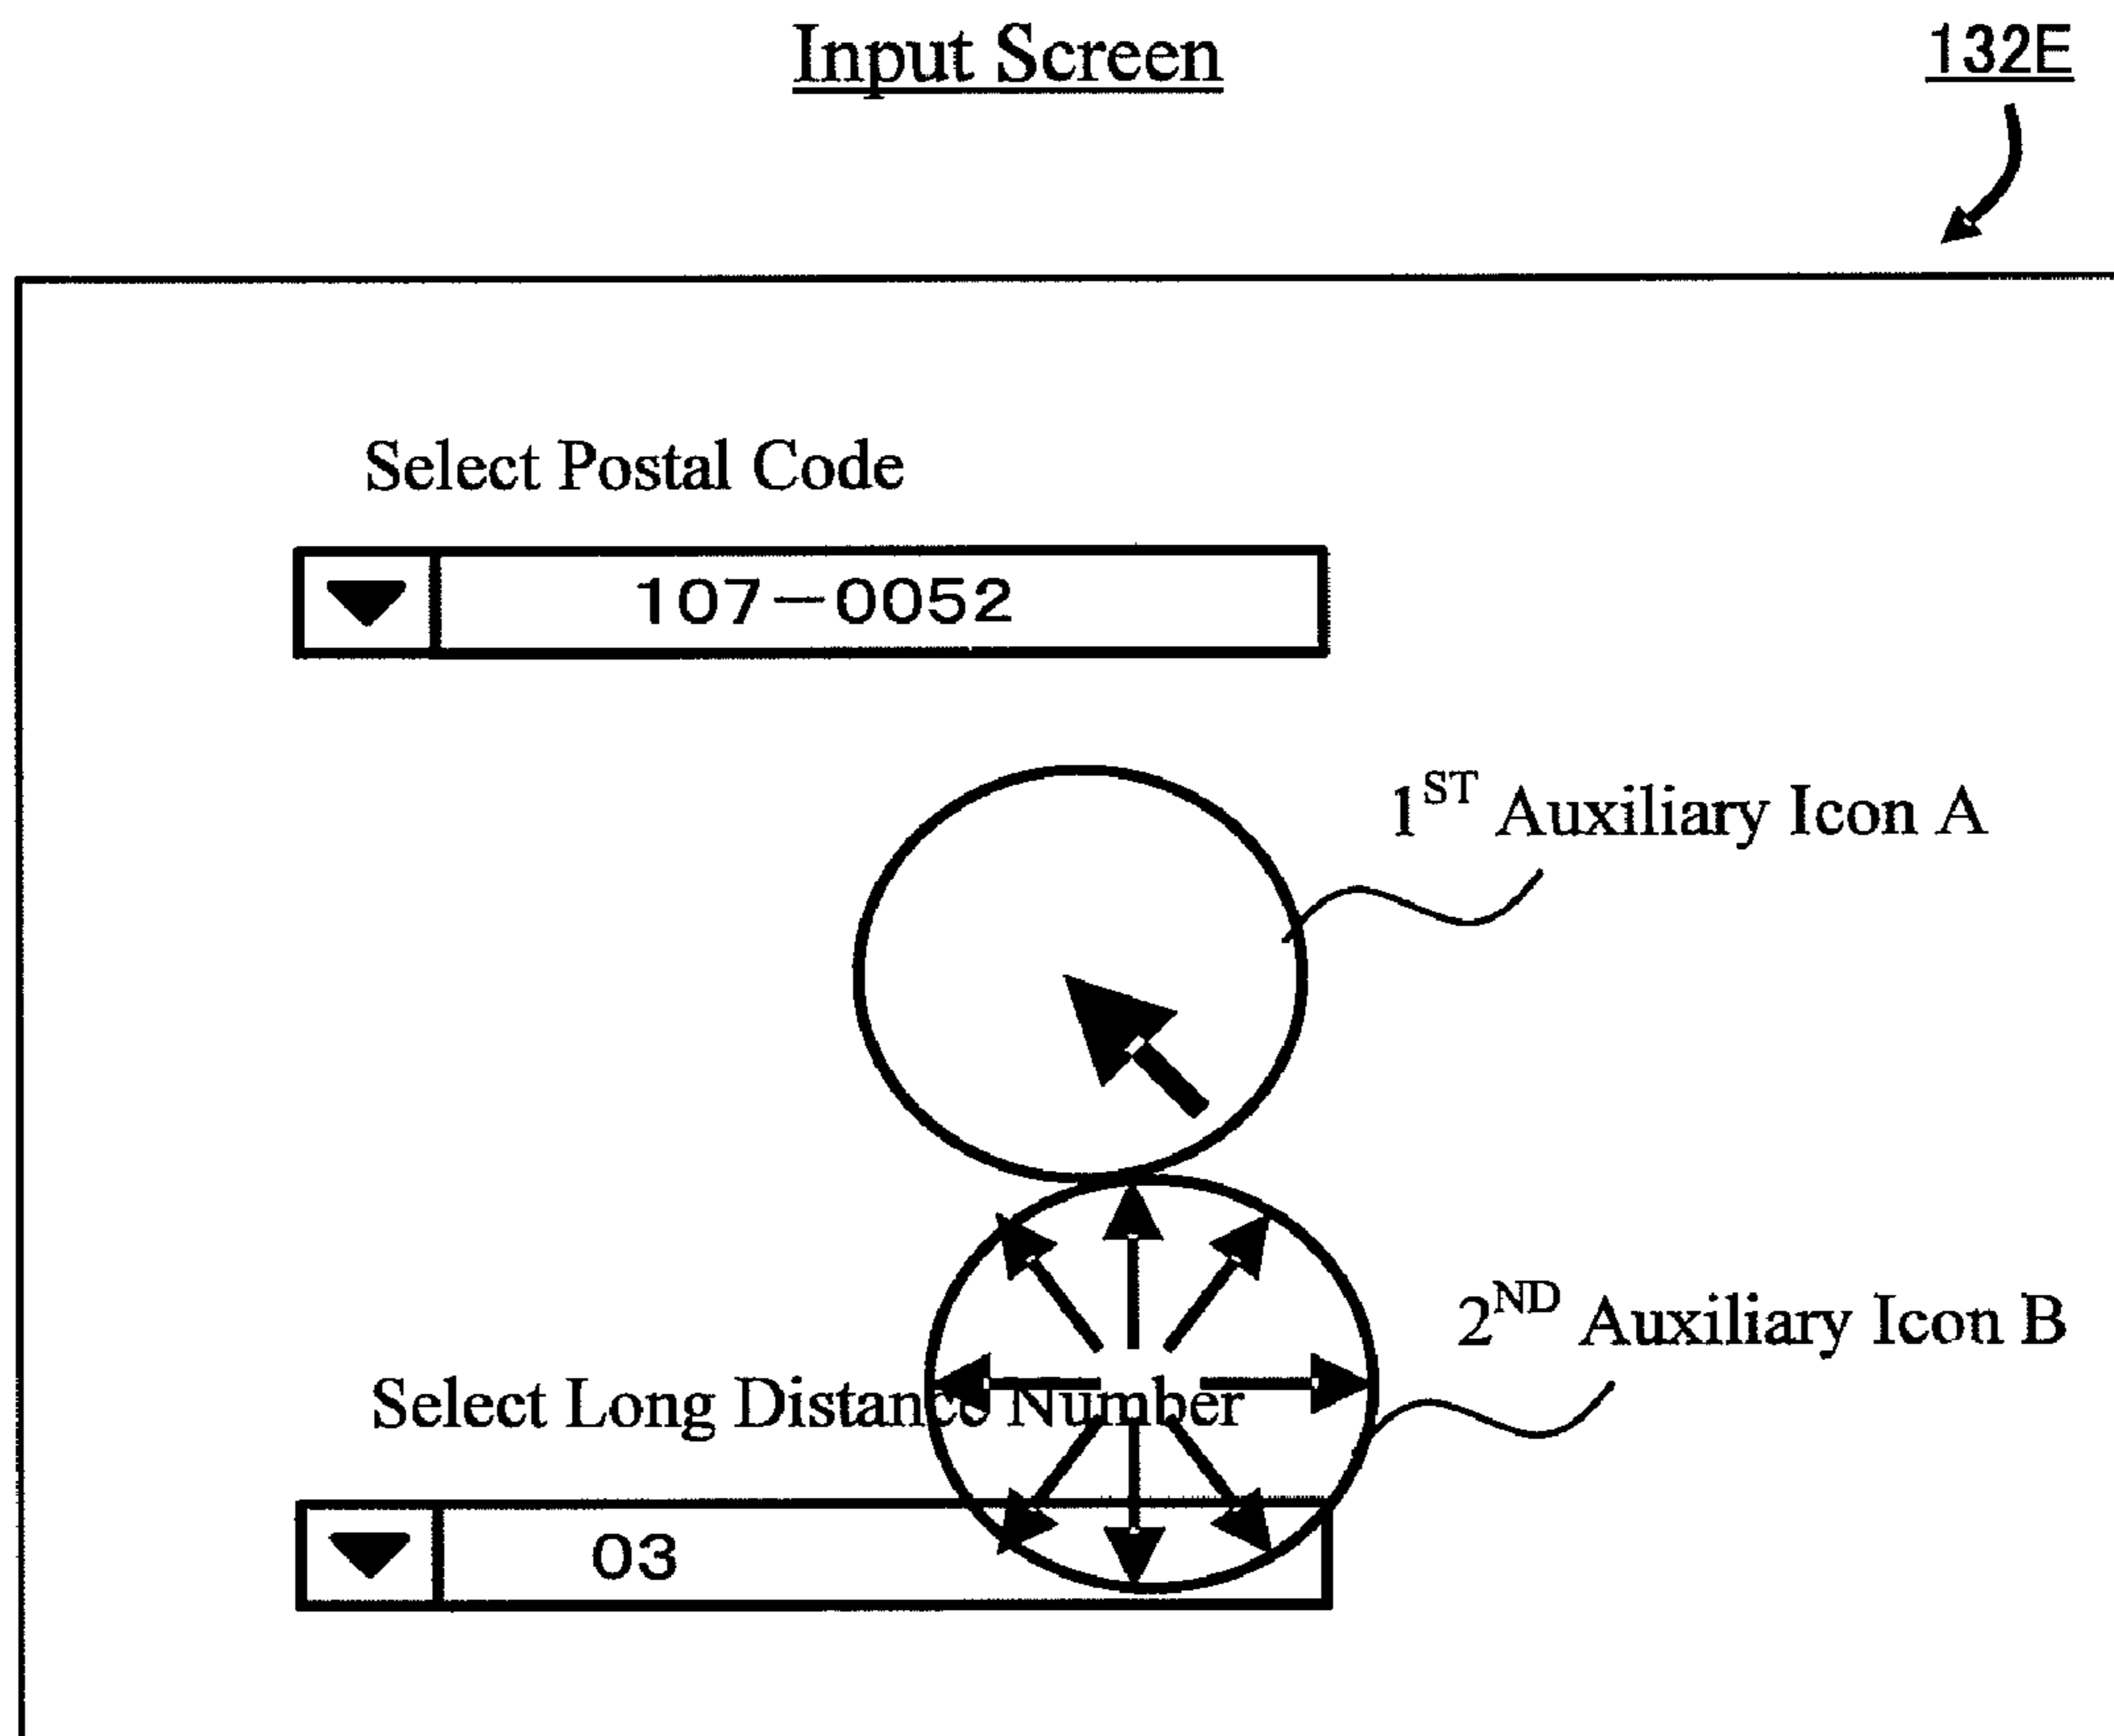 Input Screen
132E
Select Postal Code
107-0052
1ST Auxiliary Icon A
2ND Auxiliary Icon B
Select Long Distance Number
03